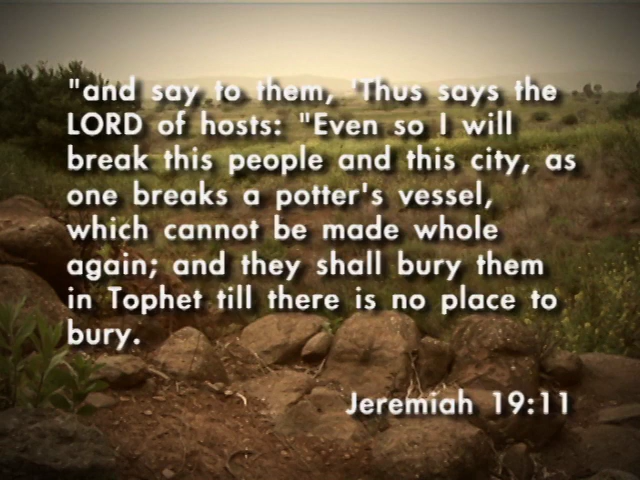 "and say to them, 'Thus says the
LORD of hosts: "Even so I will
break this people and this city, as
one breaks a potter's vessel,
which cannot be made whole
again; and they shall bury them
in Tophet till there is no place to
bury.
Jeremiah 19:11